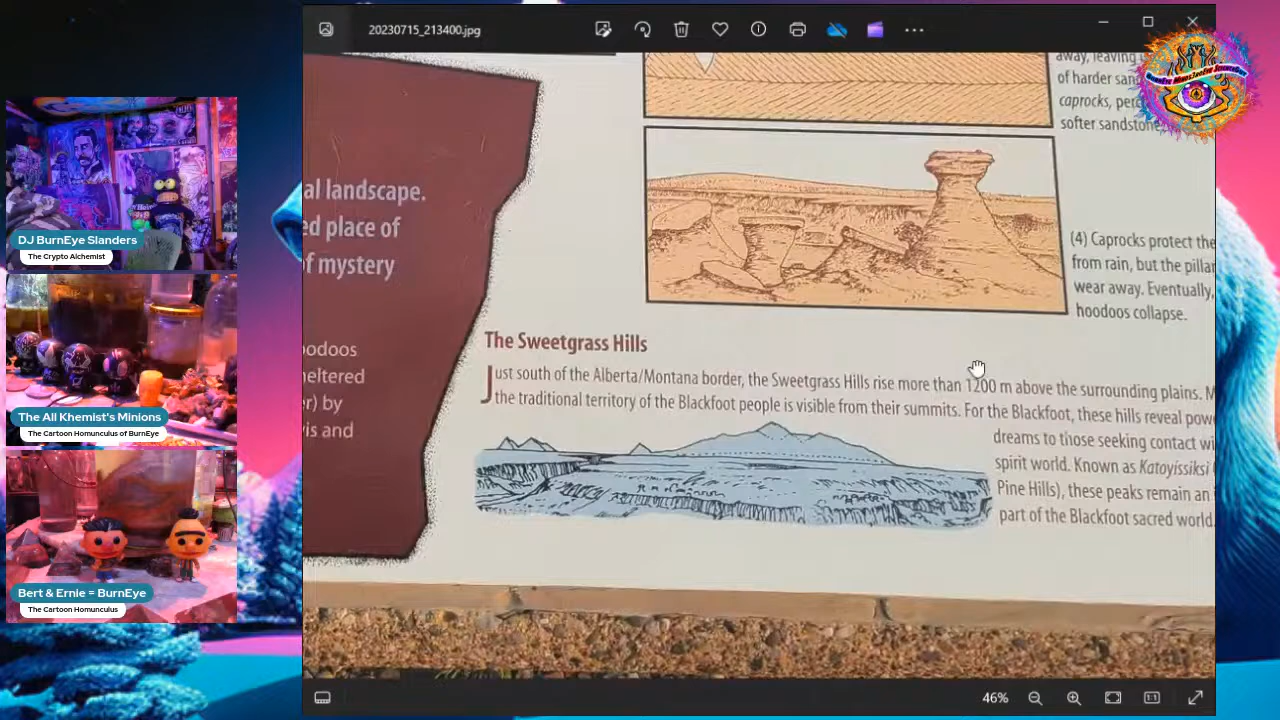 20230715_213400.jpg
DJ BurnEye Slanders
The Crypto Alchemist
The All Khemist's Minions
The Cartoon Homunculus of BurnEye
Bert & Ernie = BurnEye
The Cartoon Homunculus
al landscape.
ed place of
f mystery
oodoos
neltered
er) by
vis and
away, leaving
of harder
caprocks,
softer sandstone
(4) Caprocks protect the
from rain, but the pillar
wear away. Eventually,
hoodoos collapse.
The Sweetgrass Hills
Just south of the Alberta/Montana border, the Sweetgrass Hills rise more than 1200 m above the surrounding plains. M
the traditional territory of the Blackfoot people is visible from their summits. For the Blackfoot, these hills reveal powe
dreams to those seeking contact wi
spirit world. Known as Katoyissiksi
Pine Hills), these peaks remain an
part of the Blackfoot sacred world.
46%